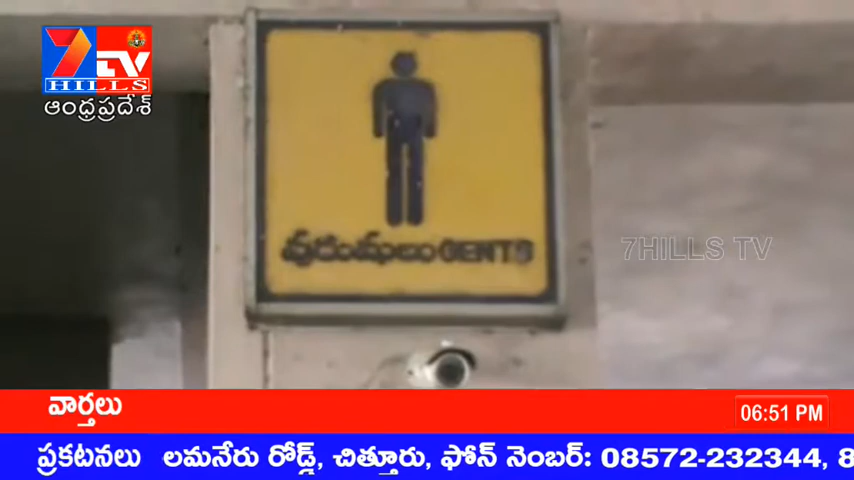 7 TV
HILLS
ఆంధ్రప్రదేశ్
పురుషులు GENTS
7HILLS TV
వార్తలు
06:51 PM
ప్రకటనలు లమనేరు రోడ్, చిత్తూరు, ఫోన్ నెంబర్: 08572-232344, 8